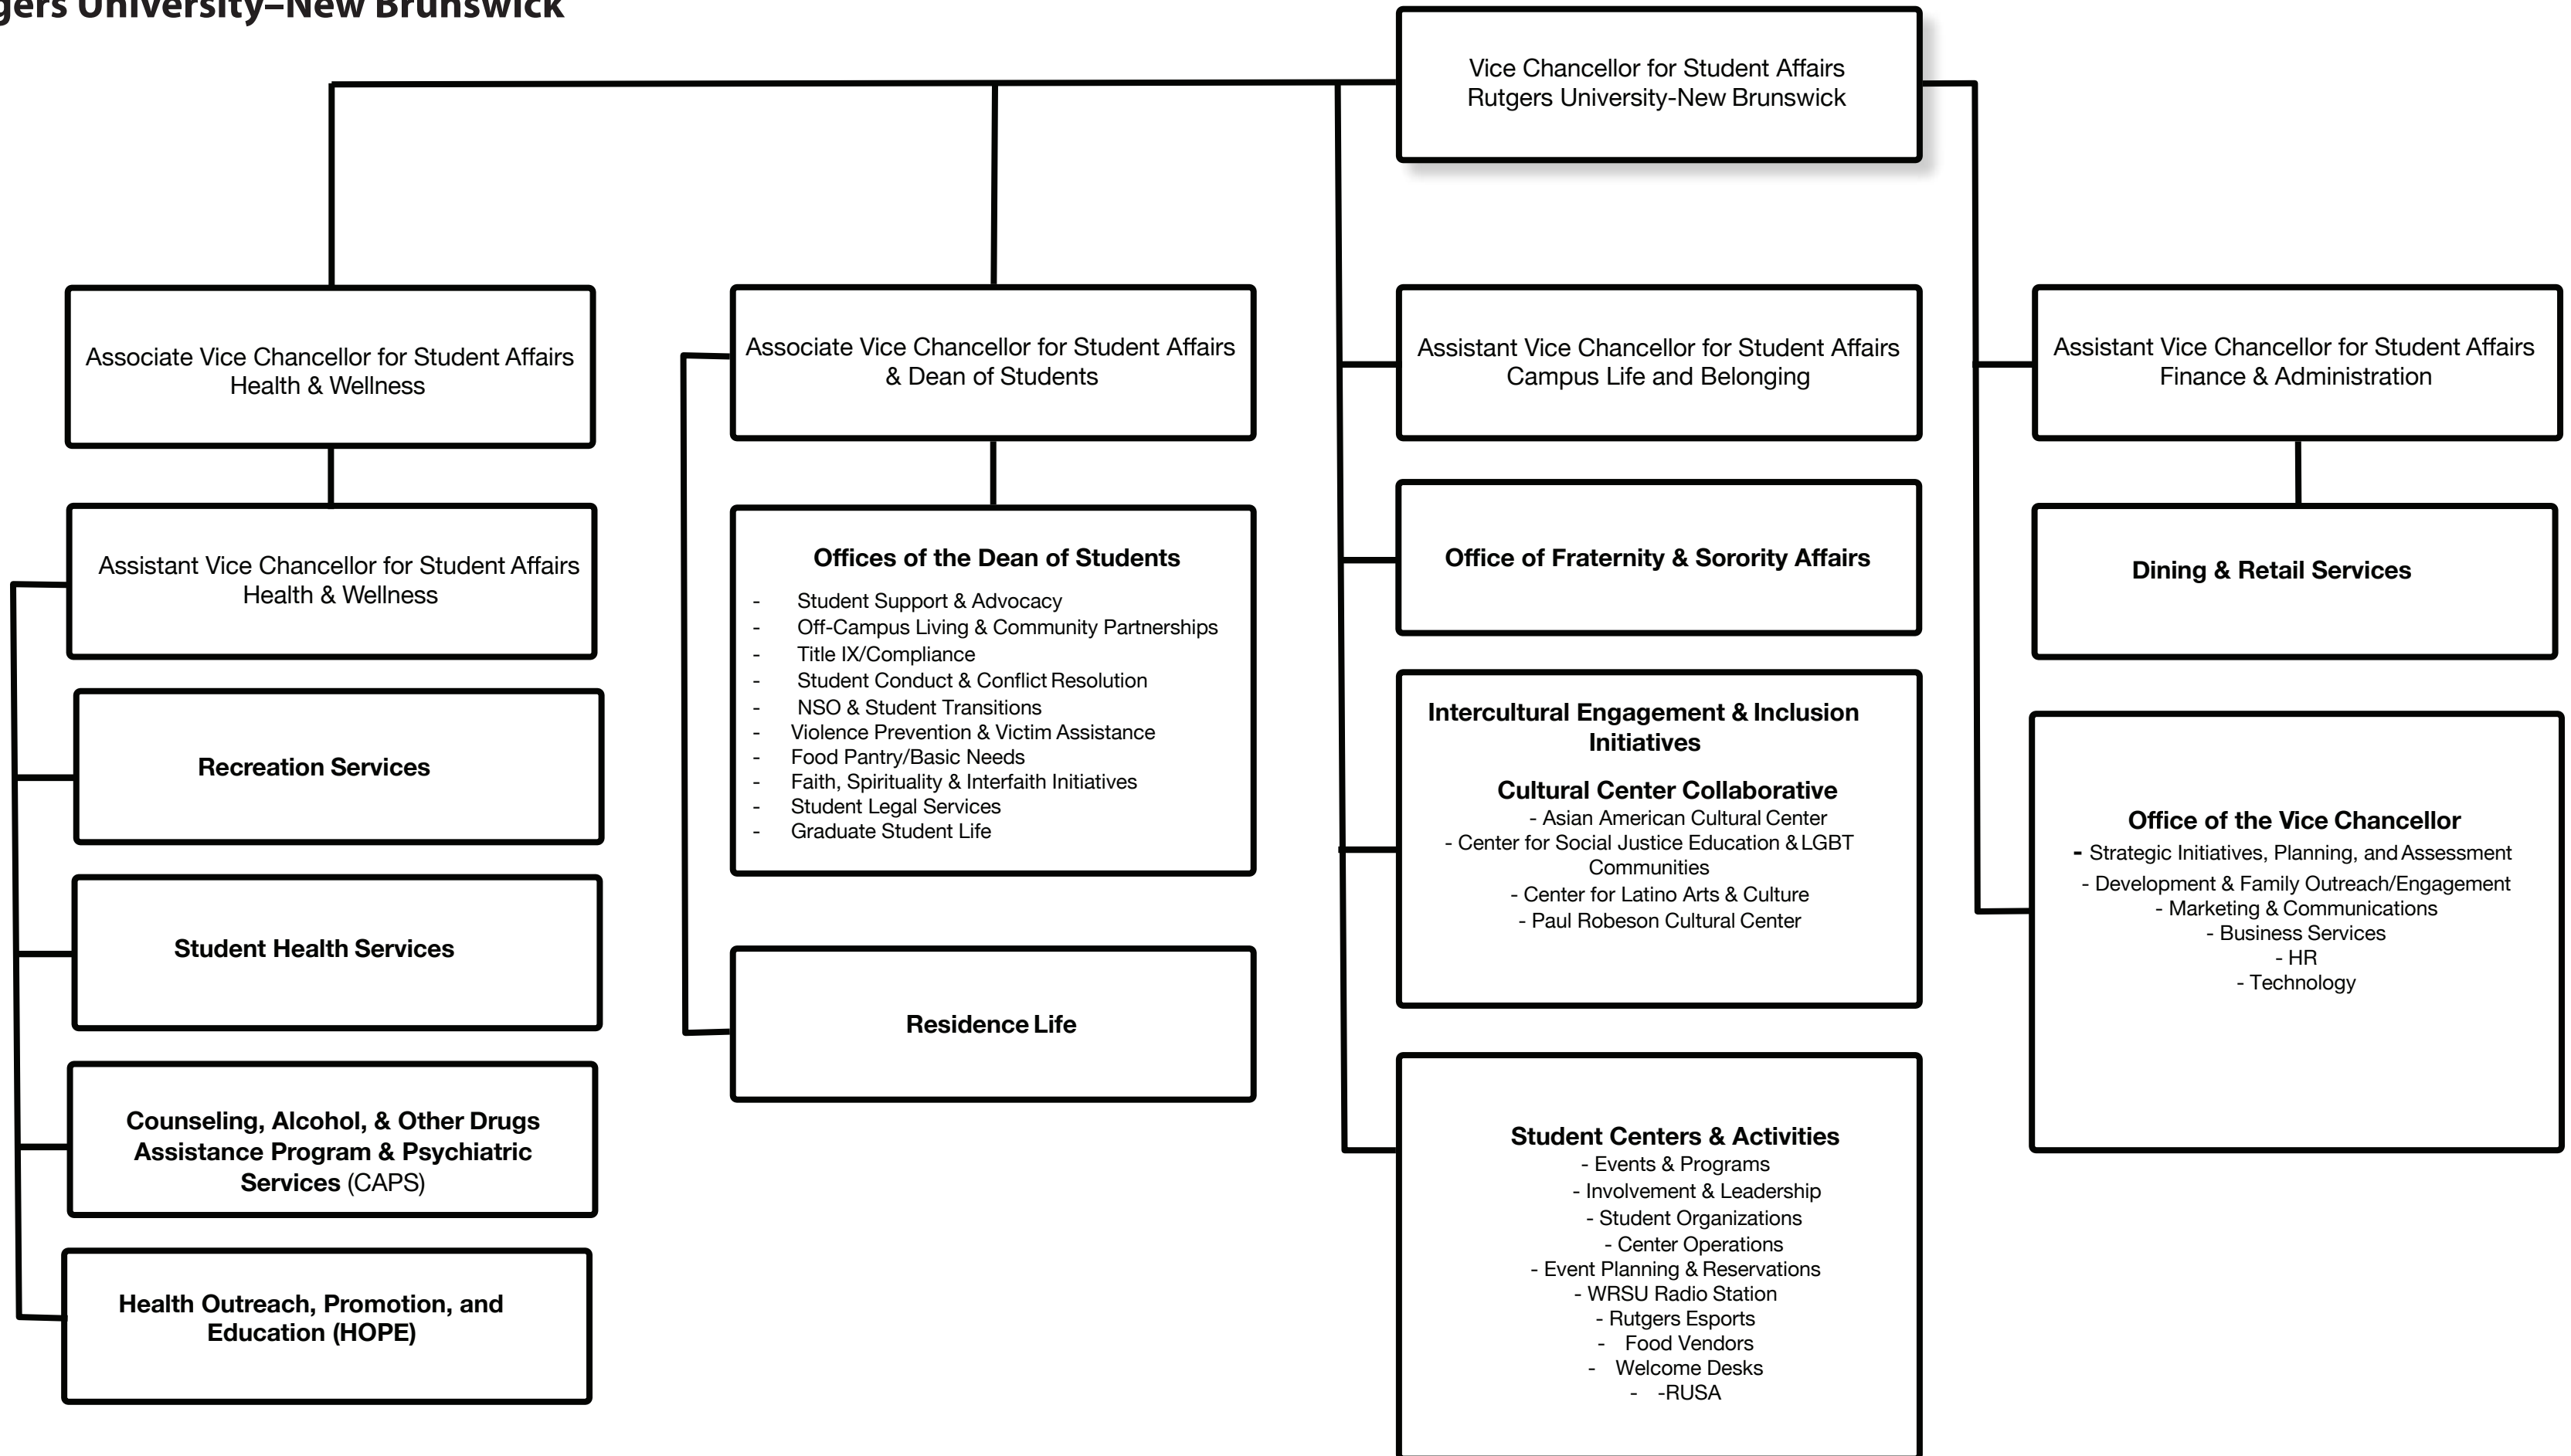 University–New Brunswick
Vice Chancellor for Student Affairs
Rutgers University-New Brunswick
Associate Vice Chancellor for Student Affairs
Health & Wellness
Assistant Vice Chancellor for Student Affairs
Health & Wellness
Recreation Services
Student Health Services
Counseling, Alcohol, & Other Drugs
Assistance Program & Psychiatric
Services (CAPS)
Health Outreach, Promotion, and
Education (HOPE)
Associate Vice Chancellor for Student Affairs
& Dean of Students
Offices of the Dean of Students
- Student Support & Advocacy
- Off-Campus Living & Community Partnerships
- Title IX/Compliance
- Student Conduct & Conflict Resolution
- NSO & Student Transitions
- Violence Prevention & Victim Assistance
- Food Pantry/Basic Needs
- Faith, Spirituality & Interfaith Initiatives
- Student Legal Services
- Graduate Student Life
Residence Life
Assistant Vice Chancellor for Student Affairs
Campus Life and Belonging
Office of Fraternity & Sorority Affairs
Intercultural Engagement & Inclusion
Initiatives
Cultural Center Collaborative
- Asian American Cultural Center
- Center for Social Justice Education & LGBT
Communities
- Center for Latino Arts & Culture
- Paul Robeson Cultural Center
Student Centers & Activities
- Events & Programs
- Involvement & Leadership
- Student Organizations
- Center Operations
- Event Planning & Reservations
- WRSU Radio Station
- Rutgers Esports
- Food Vendors
- Welcome Desks
- -RUSA
Assistant Vice Chancellor for Student Affairs
Finance & Administration
Dining & Retail Services
Office of the Vice Chancellor
- Strategic Initiatives, Planning, and Assessment
- Development & Family Outreach/Engagement
- Marketing & Communications
- Business Services
- HR
- Technology